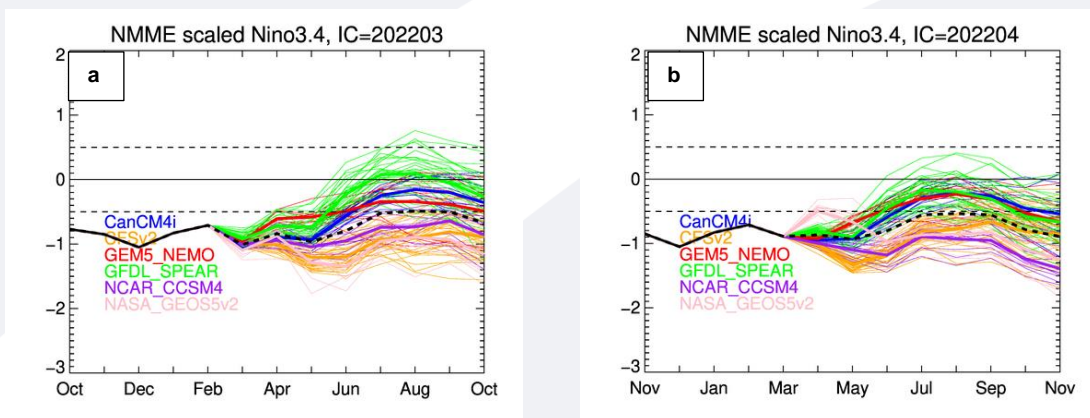 NMME scaled Nino3.4, IC=202203
a
2
1
0
−1
−2
−3
CanCM4i
CFSv2
GEM5_NEMO
GFDL_SPEAR
NCAR_CCSM4
NASA_GEOS5v2
Oct Dec Feb Apr Jun Aug Oct
NMME scaled Nino3.4, IC=202204
b
2
1
0
−1
−2
−3
CanCM4i
CFSv2
GEM5_NEMO
GFDL_SPEAR
NCAR_CCSM4
NASA_GEOS5v2
Nov Jan Mar May Jul Sep Nov